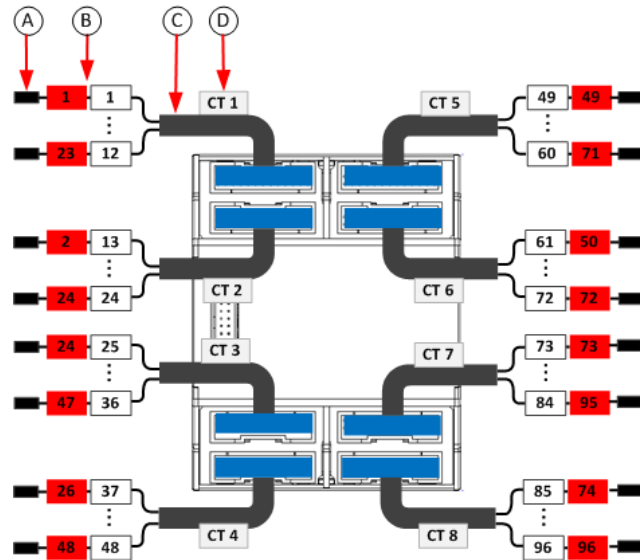 A B C D
1 1 CT 1 CT 5 49 49
23 12 60 71
2 13 61 50
24 24 CT 2 CT 6 72 72
24 25 CT 3 CT 7 73 73
47 36 84 95
26 37 85 74
48 48 CT 4 CT 8 96 96